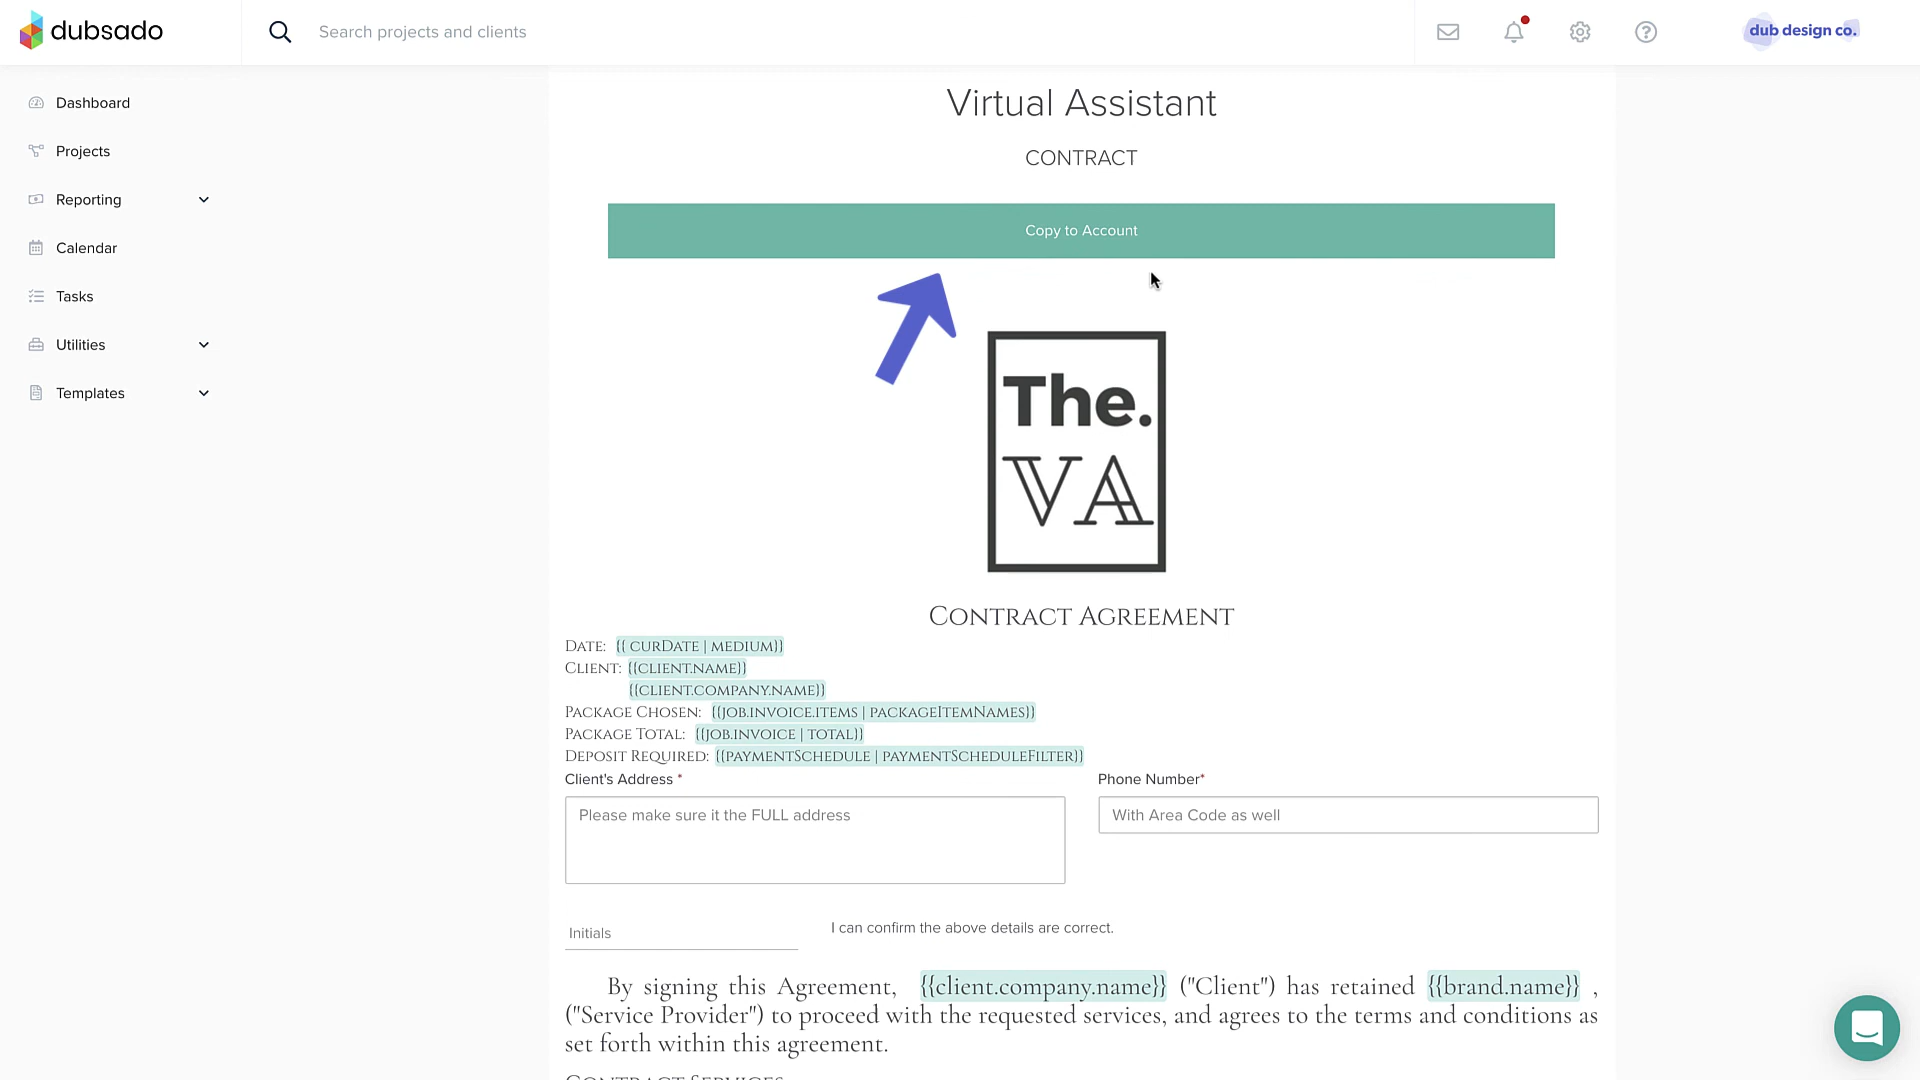 dubsado
Search projects and clients
dub design co.
Dashboard
Projects
Reporting
Calendar
Tasks
Utilities
Templates
Virtual Assistant
CONTRACT
Copy to Account
The.
VA
Contract Agreement
Date: {{ curDate | medium}}
Client: {{client.name}}
{{client.company.name}}
Package Chosen: {{job.invoice.items | packageItemNames}}
Package Total: {{job.invoice | total}}
Deposit Required: {{paymentSchedule | paymentScheduleFilter}}
Client's Address *
Phone Number*
Please make sure it the FULL address
With Area Code as well
Initials
I can confirm the above details are correct.
By signing this Agreement, {{client.company.name}} ("Client") has retained {{brand.name}} ,
("Service Provider") to proceed with the requested services, and agrees to the terms and conditions as
set forth within this agreement.
Contract Services